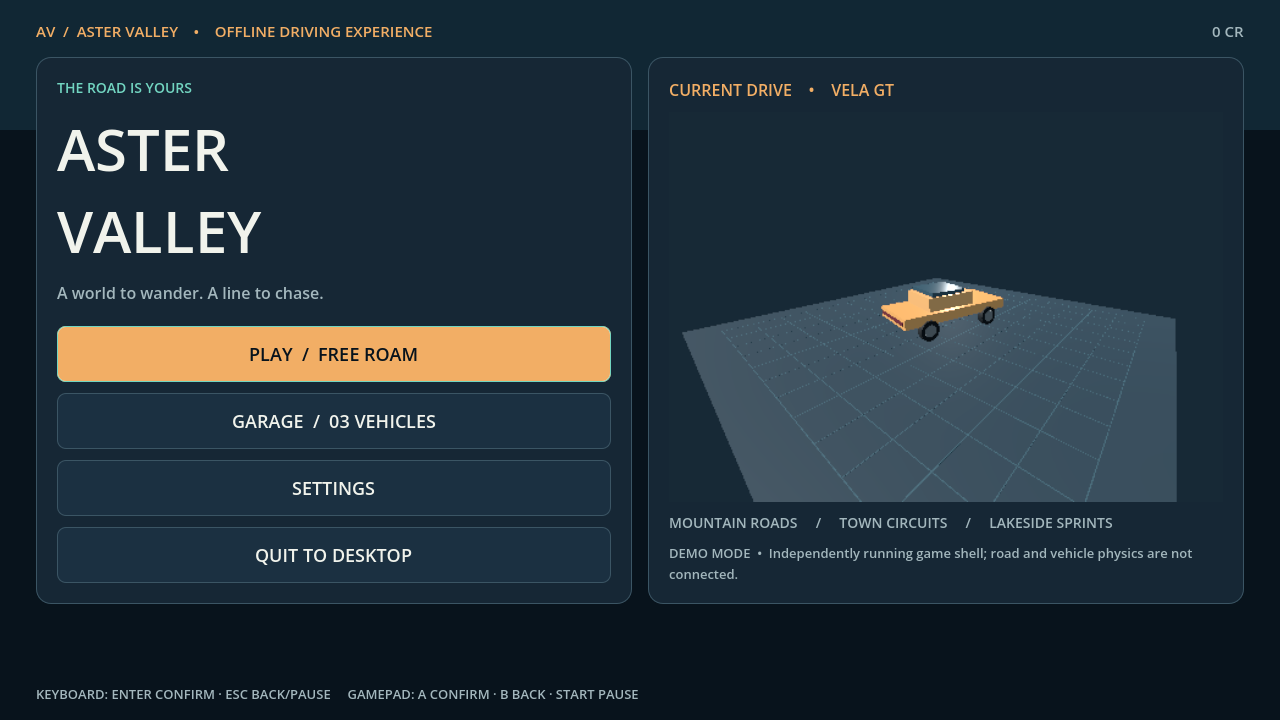 AV / ASTER VALLEY • OFFLINE DRIVING EXPERIENCE
0 CR
THE ROAD IS YOURS
ASTER
VALLEY
A world to wander. A line to chase.
PLAY / FREE ROAM
GARAGE / 03 VEHICLES
SETTINGS
QUIT TO DESKTOP
CURRENT DRIVE • VELA GT
MOUNTAIN ROADS / TOWN CIRCUITS / LAKESIDE SPRINTS
DEMO MODE • Independently running game shell; road and vehicle physics are not
connected.
KEYBOARD: ENTER CONFIRM · ESC BACK/PAUSE GAMEPAD: A CONFIRM · B BACK · START PAUSE